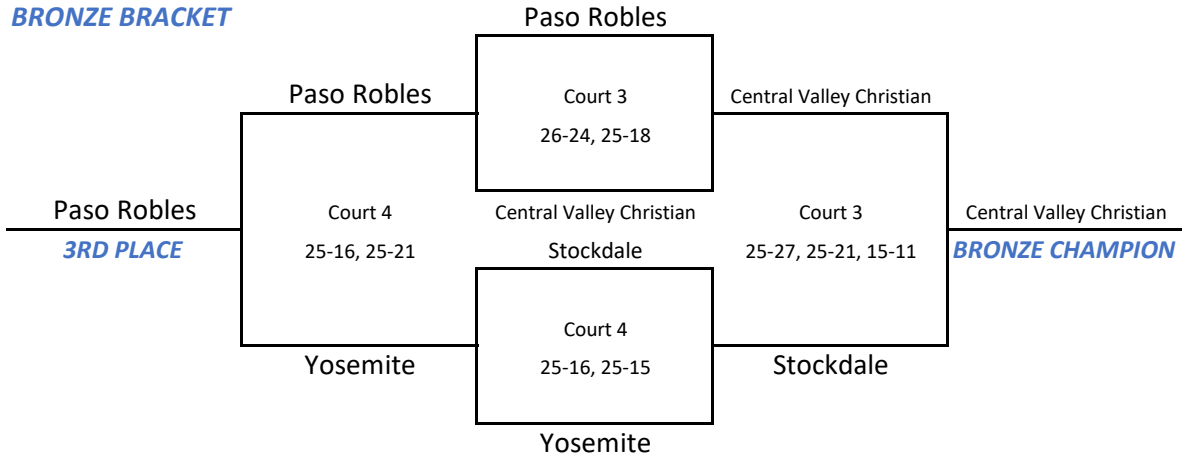 BRONZE BRACKET
Paso Robles
Paso Robles
Court 3
Central Valley Christian
26-24, 25-18
Paso Robles
Court 4
Central Valley Christian
Court 3
Central Valley Christian
3RD PLACE
25-16, 25-21
Stockdale
25-27, 25-21, 15-11
BRONZE CHAMPION
Court 4
Yosemite
25-16, 25-15
Stockdale
Yosemite